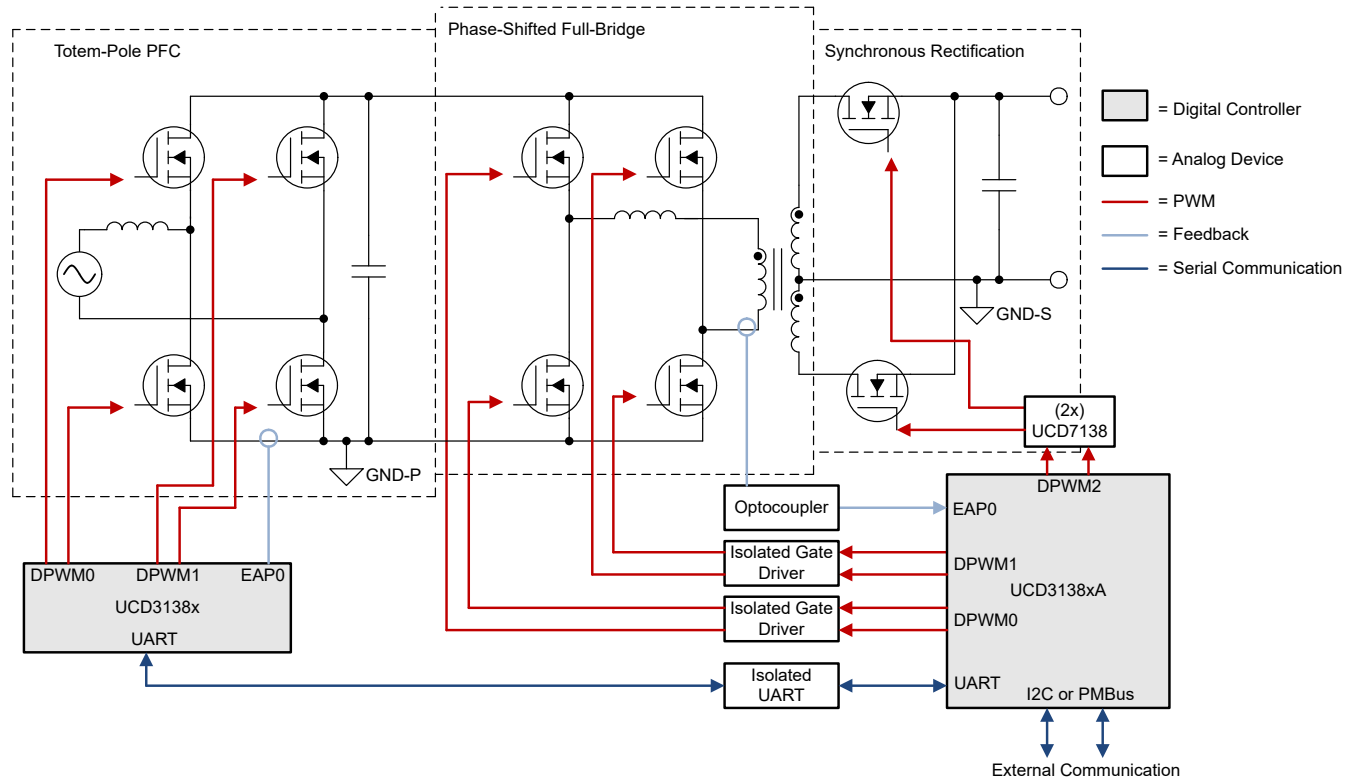 Totem-Pole PFC
Phase-Shifted Full-Bridge
Synchronous Rectification
= Digital Controller
= Analog Device
= PWM
= Feedback
= Serial Communication
GND-S
GND-P
(2x)
UCD7138
DPWM2
Optocoupler
EAP0
Isolated Gate
Driver
DPWM1
UCD3138xA
Isolated Gate
Driver
DPWM0
DPWM0
DPWM1
EAP0
UCD3138x
UART
Isolated
UART
UART
I2C or PMBus
External Communication